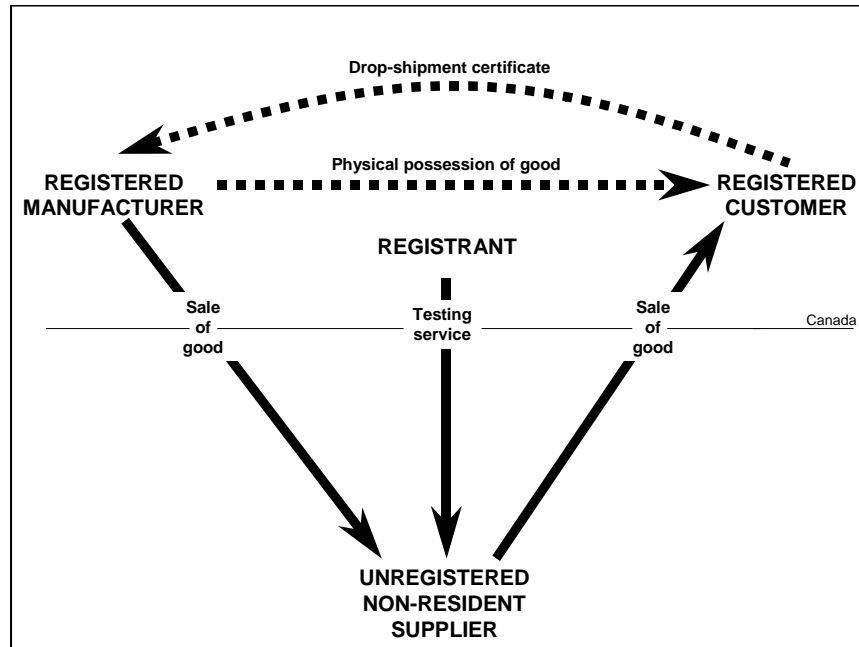 Drop-shipment certificate
Physical possession of good
REGISTERED
MANUFACTURER
REGISTERED
CUSTOMER
REGISTRANT
Sale
of
good
Testing
service
Sale
of
good
Canada
UNREGISTERED
NON-RESIDENT
SUPPLIER